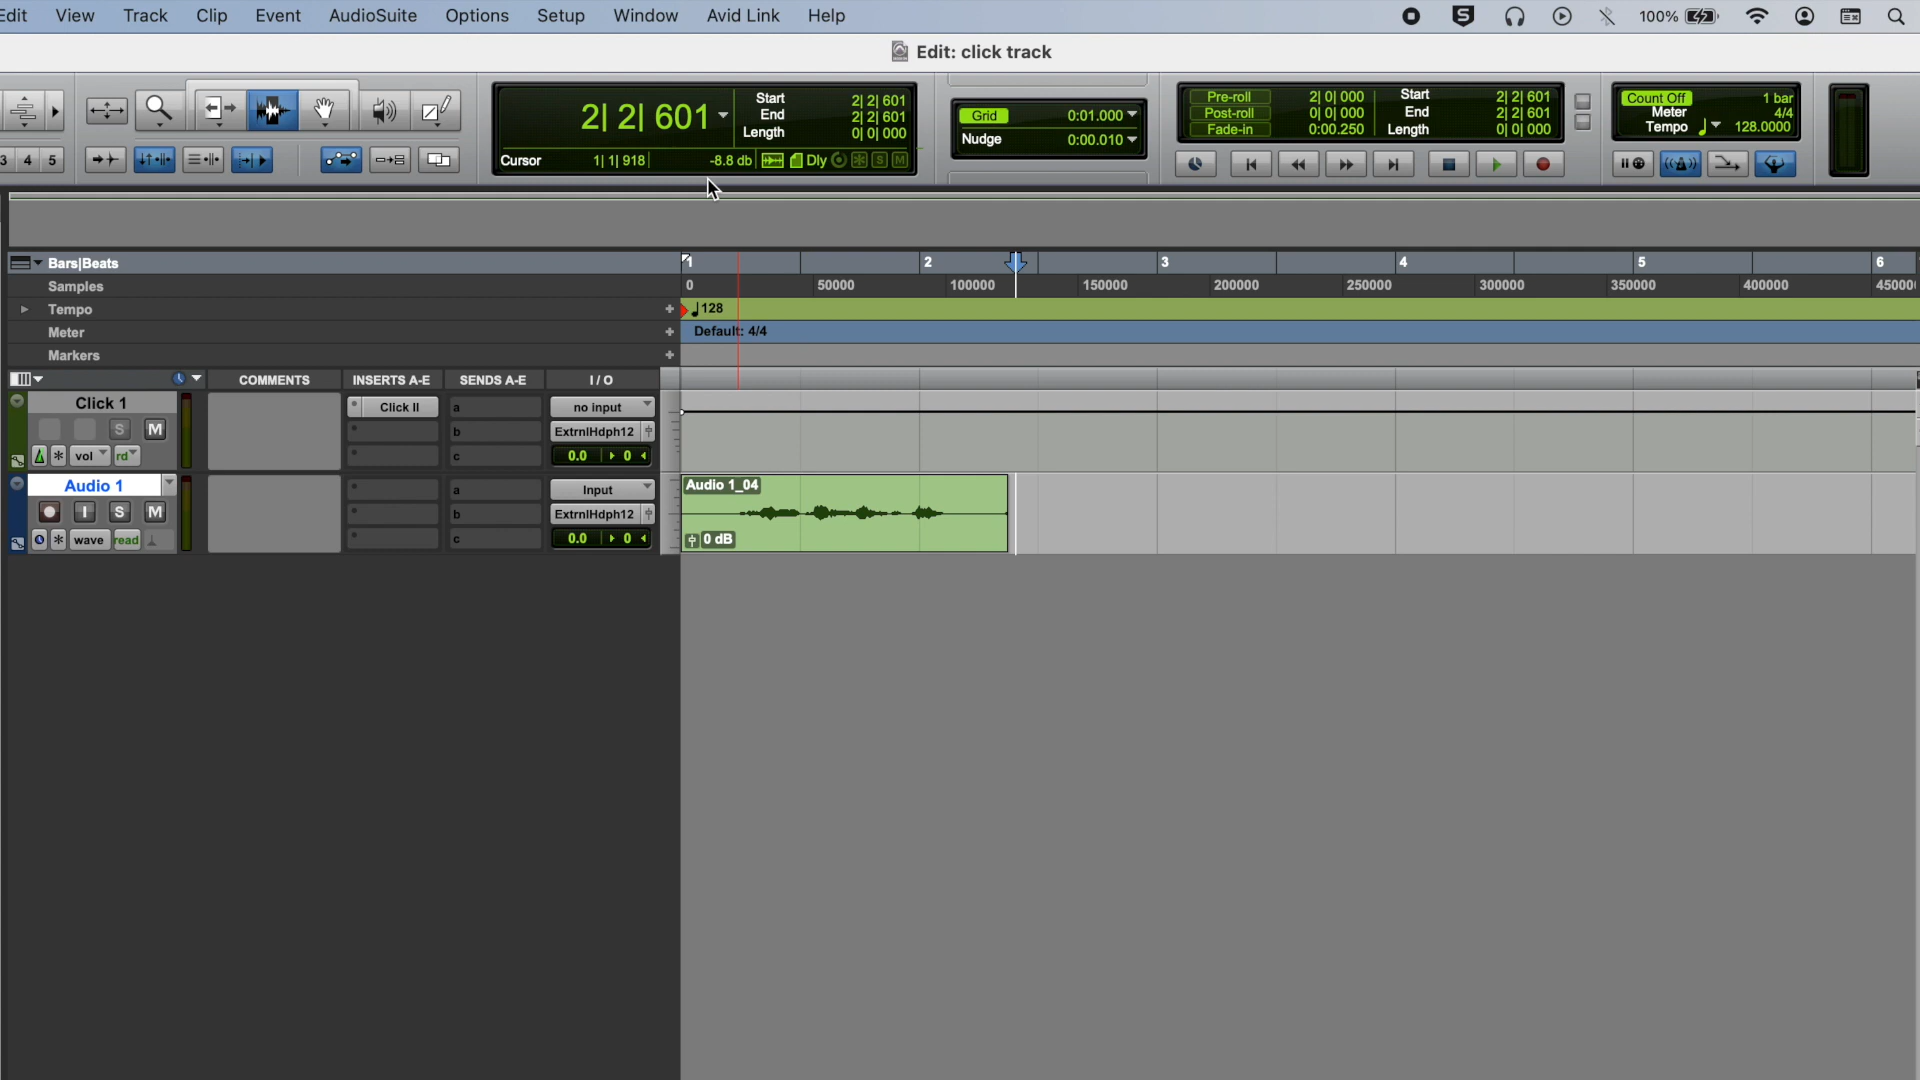 Edit View Track Clip Event AudioSuite Options Setup Window Avid Link Help 100%
Edit: click track
3 4 5
2| 2| 601
Start 2| 2| 601
End 2| 2| 601
Length 0| 0| 000
Cursor 1| 1| 918 -8.8 db Dly S M
Grid 0:01.000
Nudge 0:00.010
Pre-roll 2| 0| 000 Start 2| 2| 601
Post-roll 0| 0| 000 End 2| 2| 601
Fade-in 0:00.250 Length 0| 0| 000
Count Off 1 bar
Meter 4/4
Tempo 128.0000
Bars|Beats 1 2 3 4 5 6
Samples 0 50000 100000 150000 200000 250000 300000 350000 400000 450000
Tempo + 128
Meter + Default: 4/4
Markers +
COMMENTS INSERTS A-E SENDS A-E I / O
Click 1 Click II a no input
S M b ExtrnlHdph12
vol rd c 0.0 0
Audio 1 a Input Audio 1_04
I S M b ExtrnlHdph12
wave read c 0.0 0 0 dB